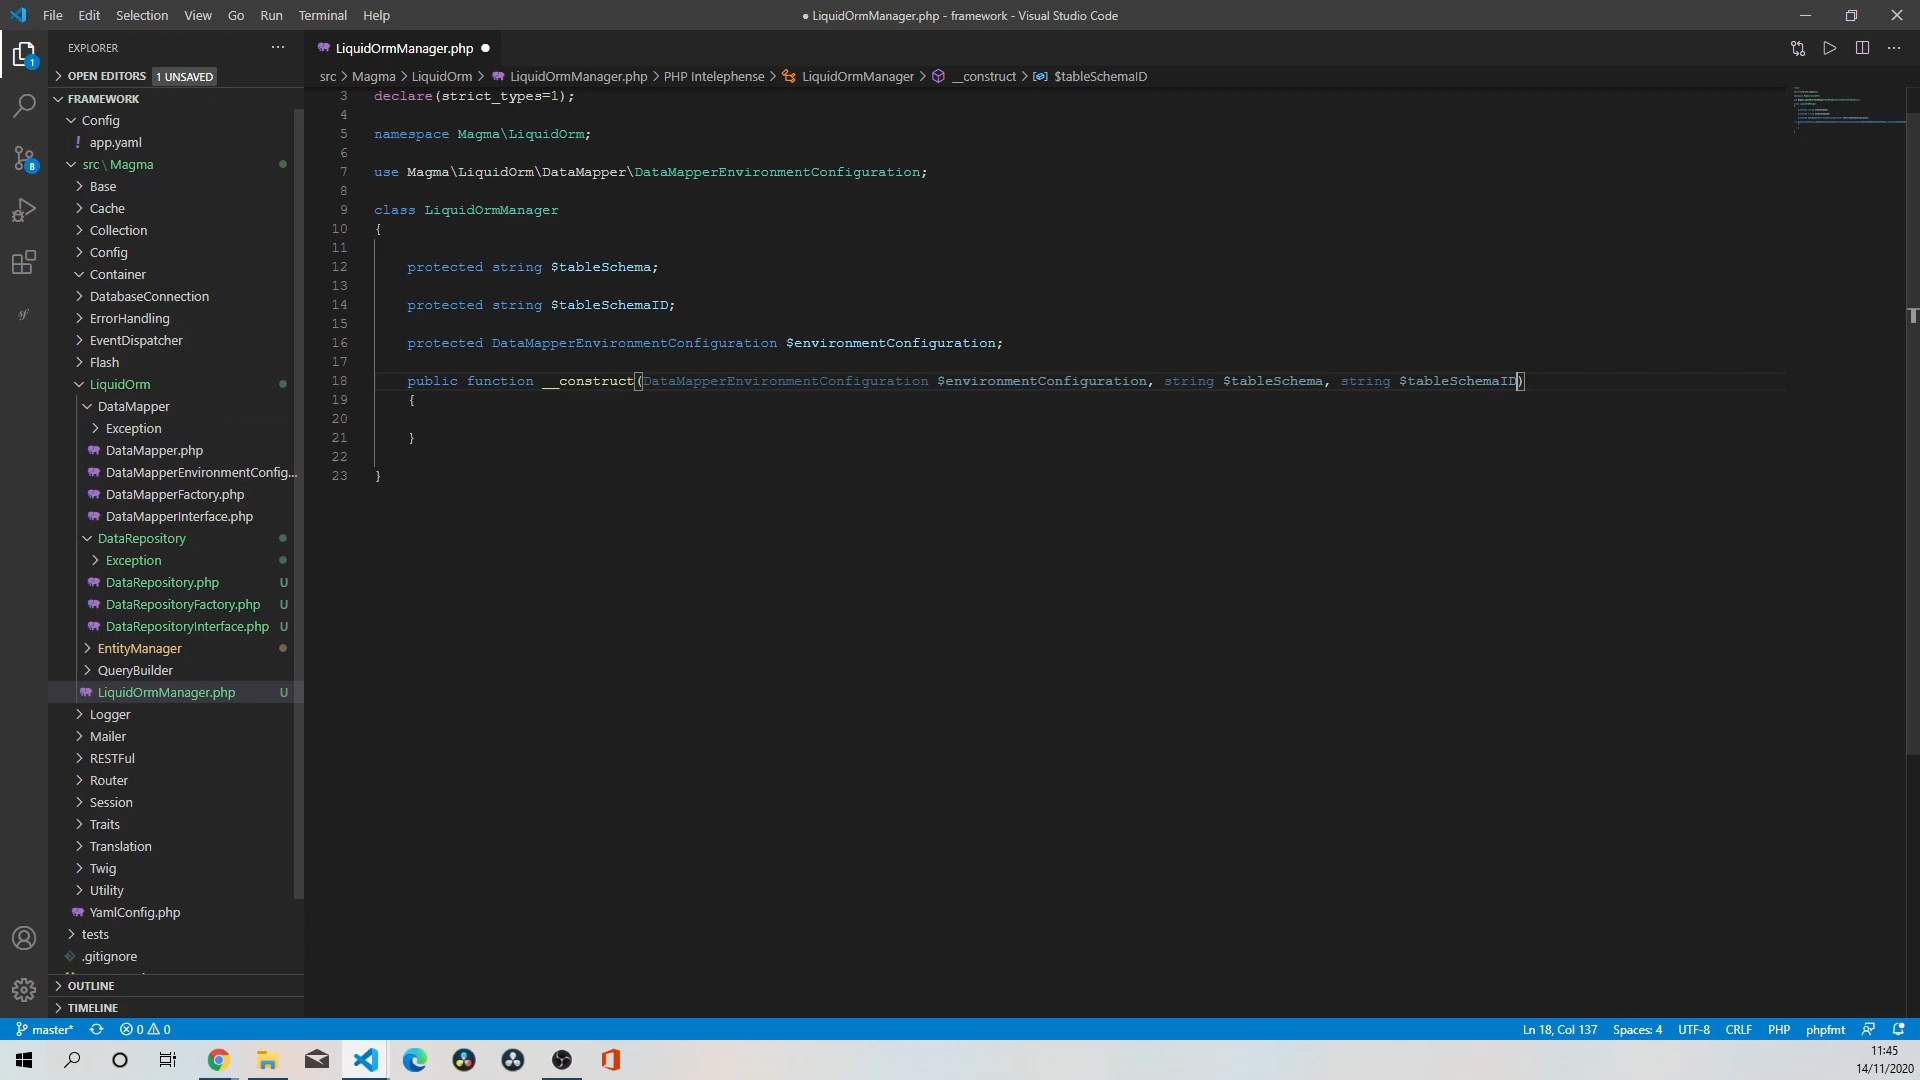 File Edit Selection View Go Run Terminal Help
● LiquidOrmManager.php - framework - Visual Studio Code
EXPLORER
LiquidOrmManager.php
OPEN EDITORS 1 UNSAVED
src > Magma > LiquidOrm > LiquidOrmManager.php > PHP Intelephense > LiquidOrmManager > __construct > $tableSchemaID
FRAMEWORK
Config
app.yaml
src \ Magma
Base
Cache
Collection
Config
Container
DatabaseConnection
ErrorHandling
EventDispatcher
Flash
LiquidOrm
DataMapper
Exception
DataMapper.php
DataMapperEnvironmentConfig...
DataMapperFactory.php
DataMapperInterface.php
DataRepository
Exception
DataRepository.php U
DataRepositoryFactory.php U
DataRepositoryInterface.php U
EntityManager
QueryBuilder
LiquidOrmManager.php U
Logger
Mailer
RESTFul
Router
Session
Traits
Translation
Twig
Utility
YamlConfig.php
tests
.gitignore
OUTLINE
TIMELINE
3 declare(strict_types=1);
4
5 namespace Magma\LiquidOrm;
6
7 use Magma\LiquidOrm\DataMapper\DataMapperEnvironmentConfiguration;
8
9 class LiquidOrmManager
10 {
11
12 protected string $tableSchema;
13
14 protected string $tableSchemaID;
15
16 protected DataMapperEnvironmentConfiguration $environmentConfiguration;
17
18 public function __construct(DataMapperEnvironmentConfiguration $environmentConfiguration, string $tableSchema, string $tableSchemaID)
19 {
20
21 }
22
23 }
1
8
master* 0 0
Ln 18, Col 137 Spaces: 4 UTF-8 CRLF PHP phpfmt
11:45
14/11/2020